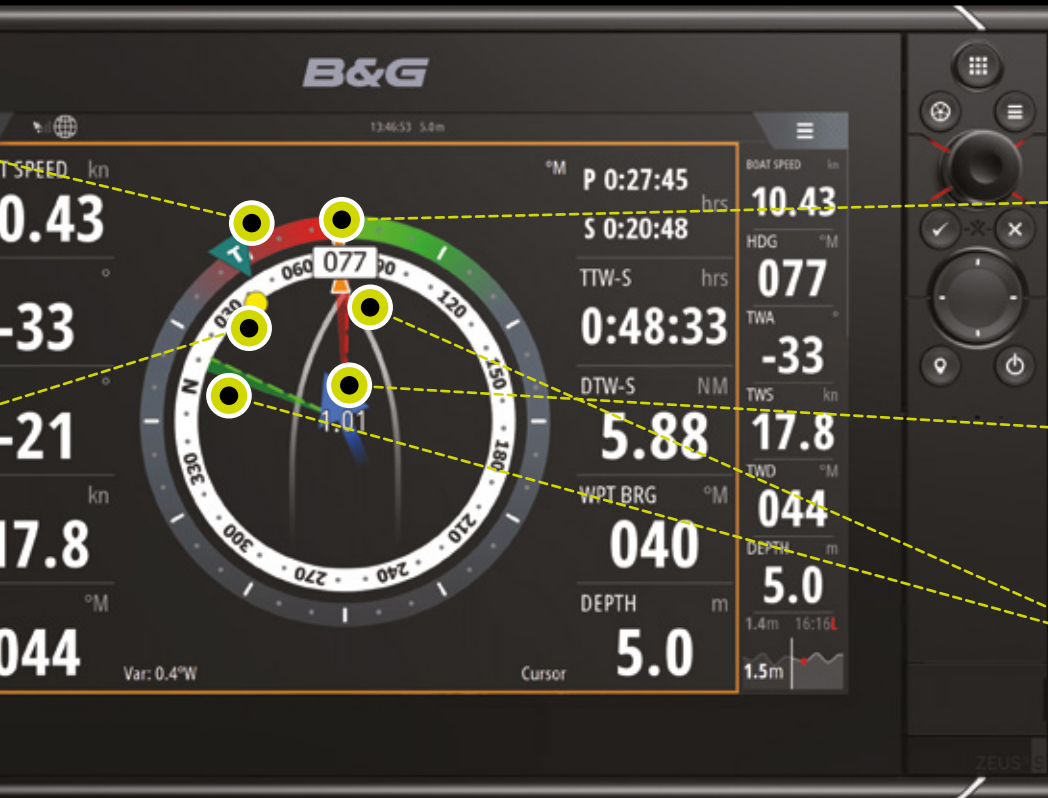 B&G
13:46:53 5.0m
T SPEED kn
0.43
°
-33
°
-21
kn
17.8
°M
044
T
077
060
90
120
150
180
210
240
270
300
330
N
030
1.01
Var: 0.4°W
Cursor
°M
P 0:27:45
hrs
S 0:20:48
TTW-S hrs
0:48:33
DTW-S NM
5.88
WPT BRG °M
040
DEPTH m
5.0
BOAT SPEED kn
10.43
HDG °M
077
TWA °
-33
TWS kn
17.8
TWD °M
044
DEPTH m
5.0
1.4m 16:16L
1.5m
ZEUS³S